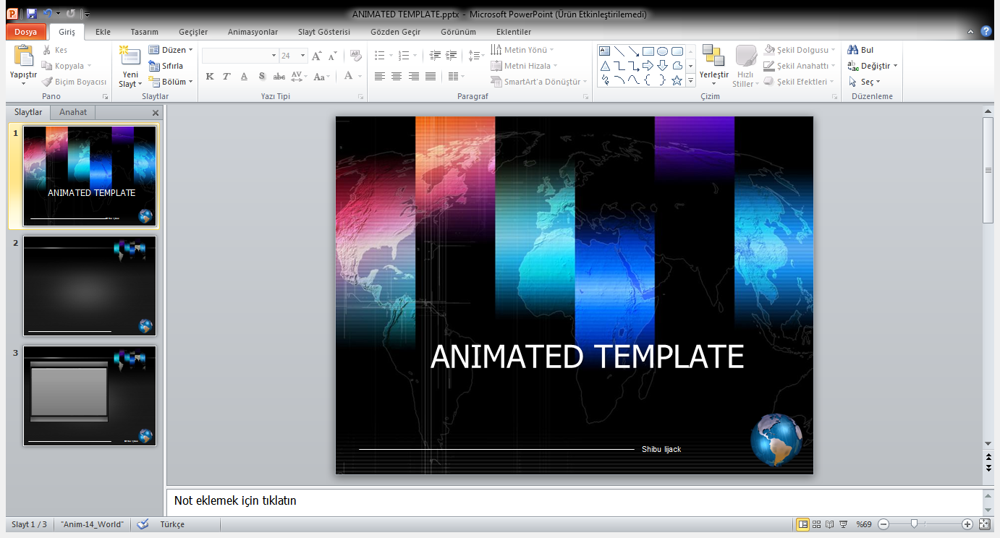 ANIMATED TEMPLATE.pptx - Microsoft PowerPoint (Ürün Etkinleştirilemedi)
Dosya Giriş Ekle Tasarım Geçişler Animasyonlar Slayt Gösterisi Gözden Geçir Görünüm Eklentiler
Yapıştır
Kes
Kopyala
Biçim Boyacısı
Pano
Yeni Slayt
Düzen
Sıfırla
Bölüm
Slaytlar
24
K T A S abc AV Aa A
Yazı Tipi
Metin Yönü
Metni Hizala
SmartArt'a Dönüştür
Paragraf
Yerleştir
Hızlı Stiller
Şekil Dolgusu
Şekil Anahattı
Şekil Efektleri
Çizim
Bul
Değiştir
Seç
Düzenleme
Slaytlar Anahat
1
ANIMATED TEMPLATE
2
3
ANIMATED TEMPLATE
Shibu lijack
Not eklemek için tıklatın
Slayt 1 / 3 "Anim-14_World" Türkçe %69